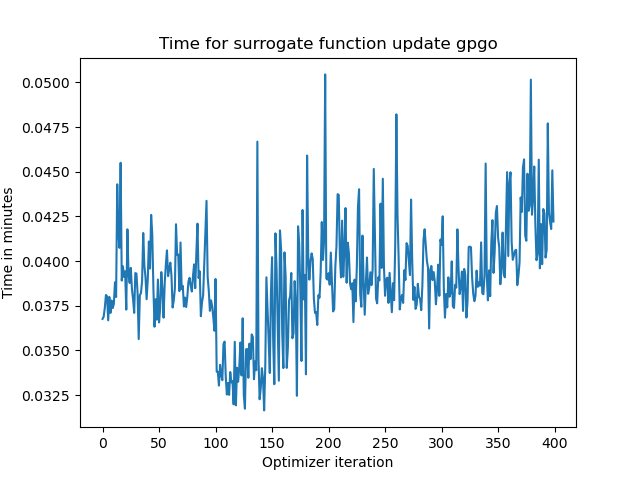 Time for surrogate function update gpgo
0.0500
0.0475
0.0450
0.0425
0.0400
0.0375
0.0350
0.0325
Time in minutes
0 50 100 150 200 250 300 350 400
Optimizer iteration